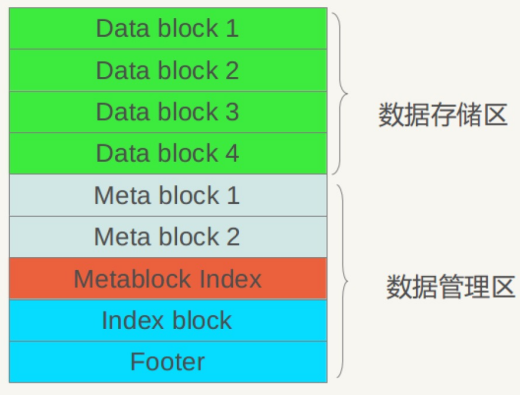 Data block 1
Data block 2
Data block 3
Data block 4
数据存储区
Meta block 1
Meta block 2
Metablock Index
Index block
Footer
数据管理区